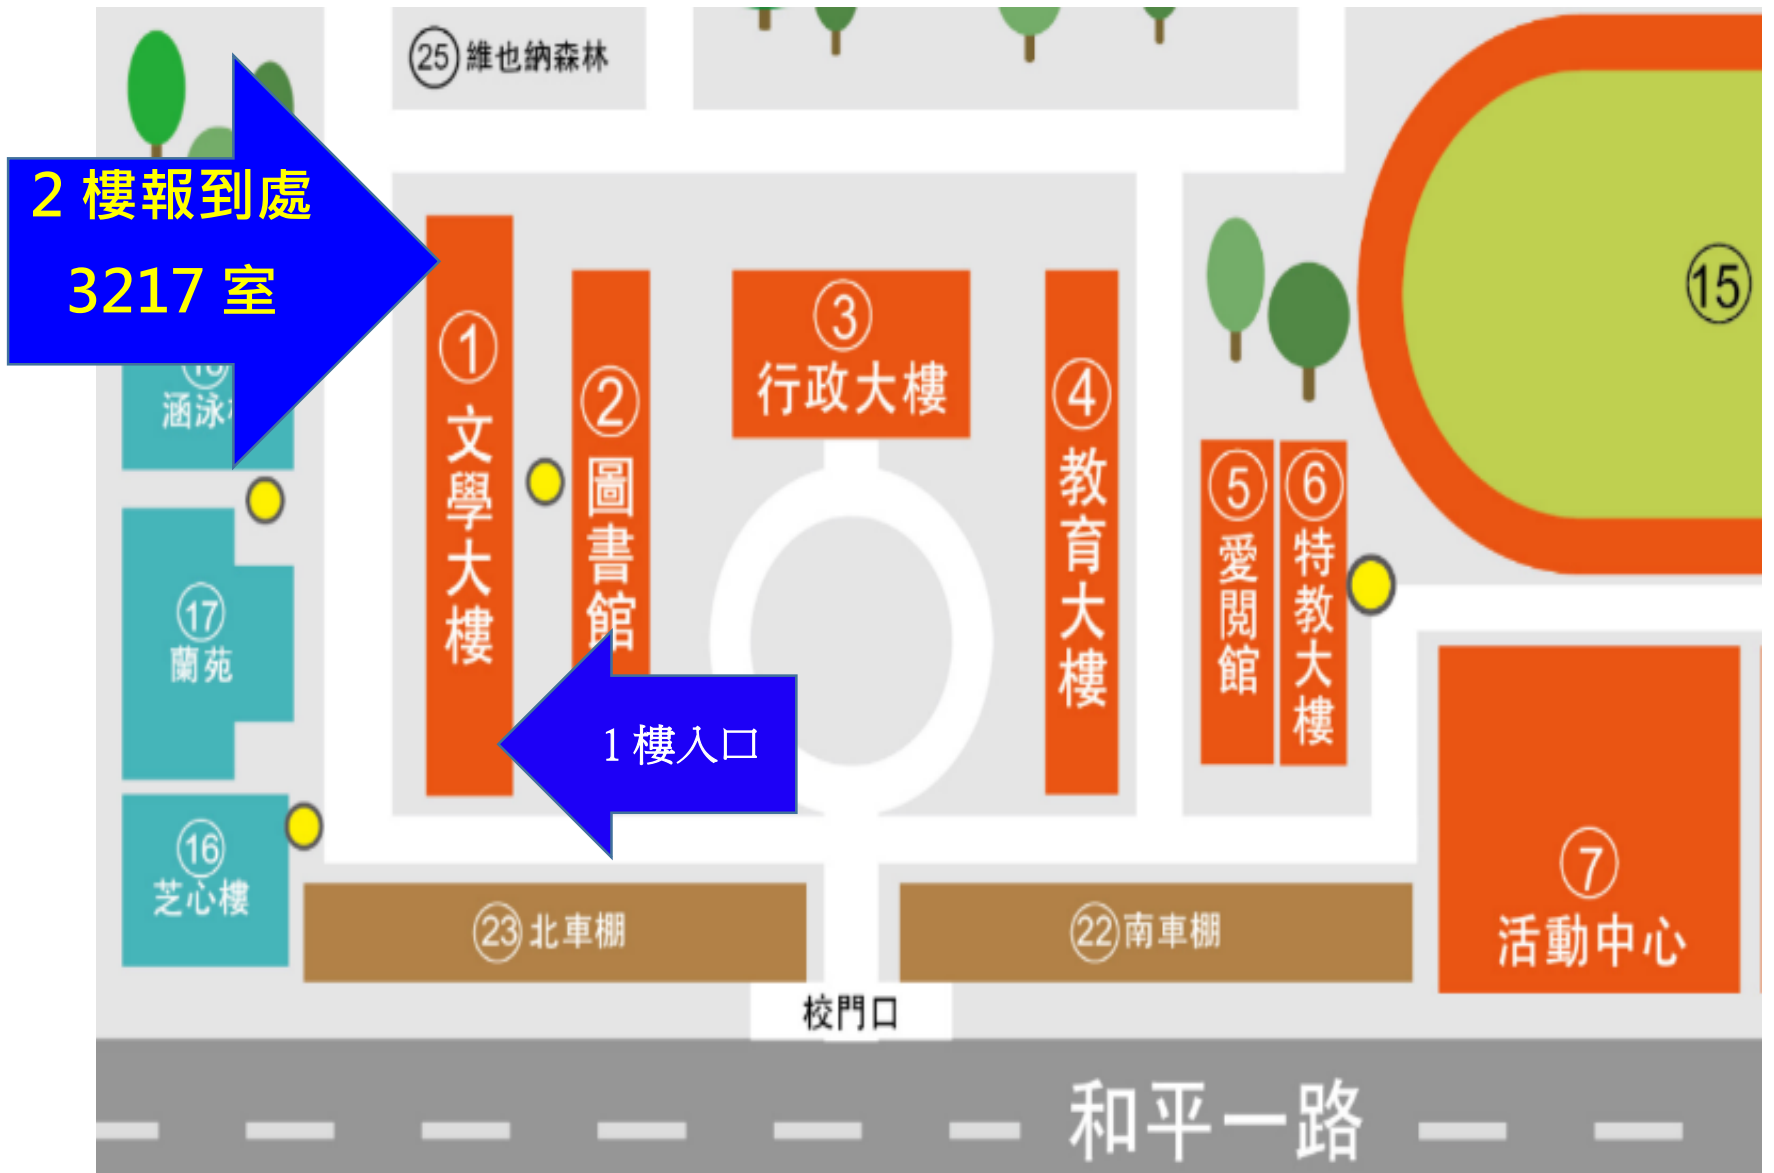 ㉕維也納森林
2 樓報到處
3217 室
涵泳
⑰
蘭苑
⑯
芝心樓
①文學大樓
②圖書館
③
行政大樓
④教育大樓
⑤愛閱館
⑥特教大樓
⑮
1 樓入口
⑦
活動中心
㉓北車棚
㉒南車棚
校門口
和平一路